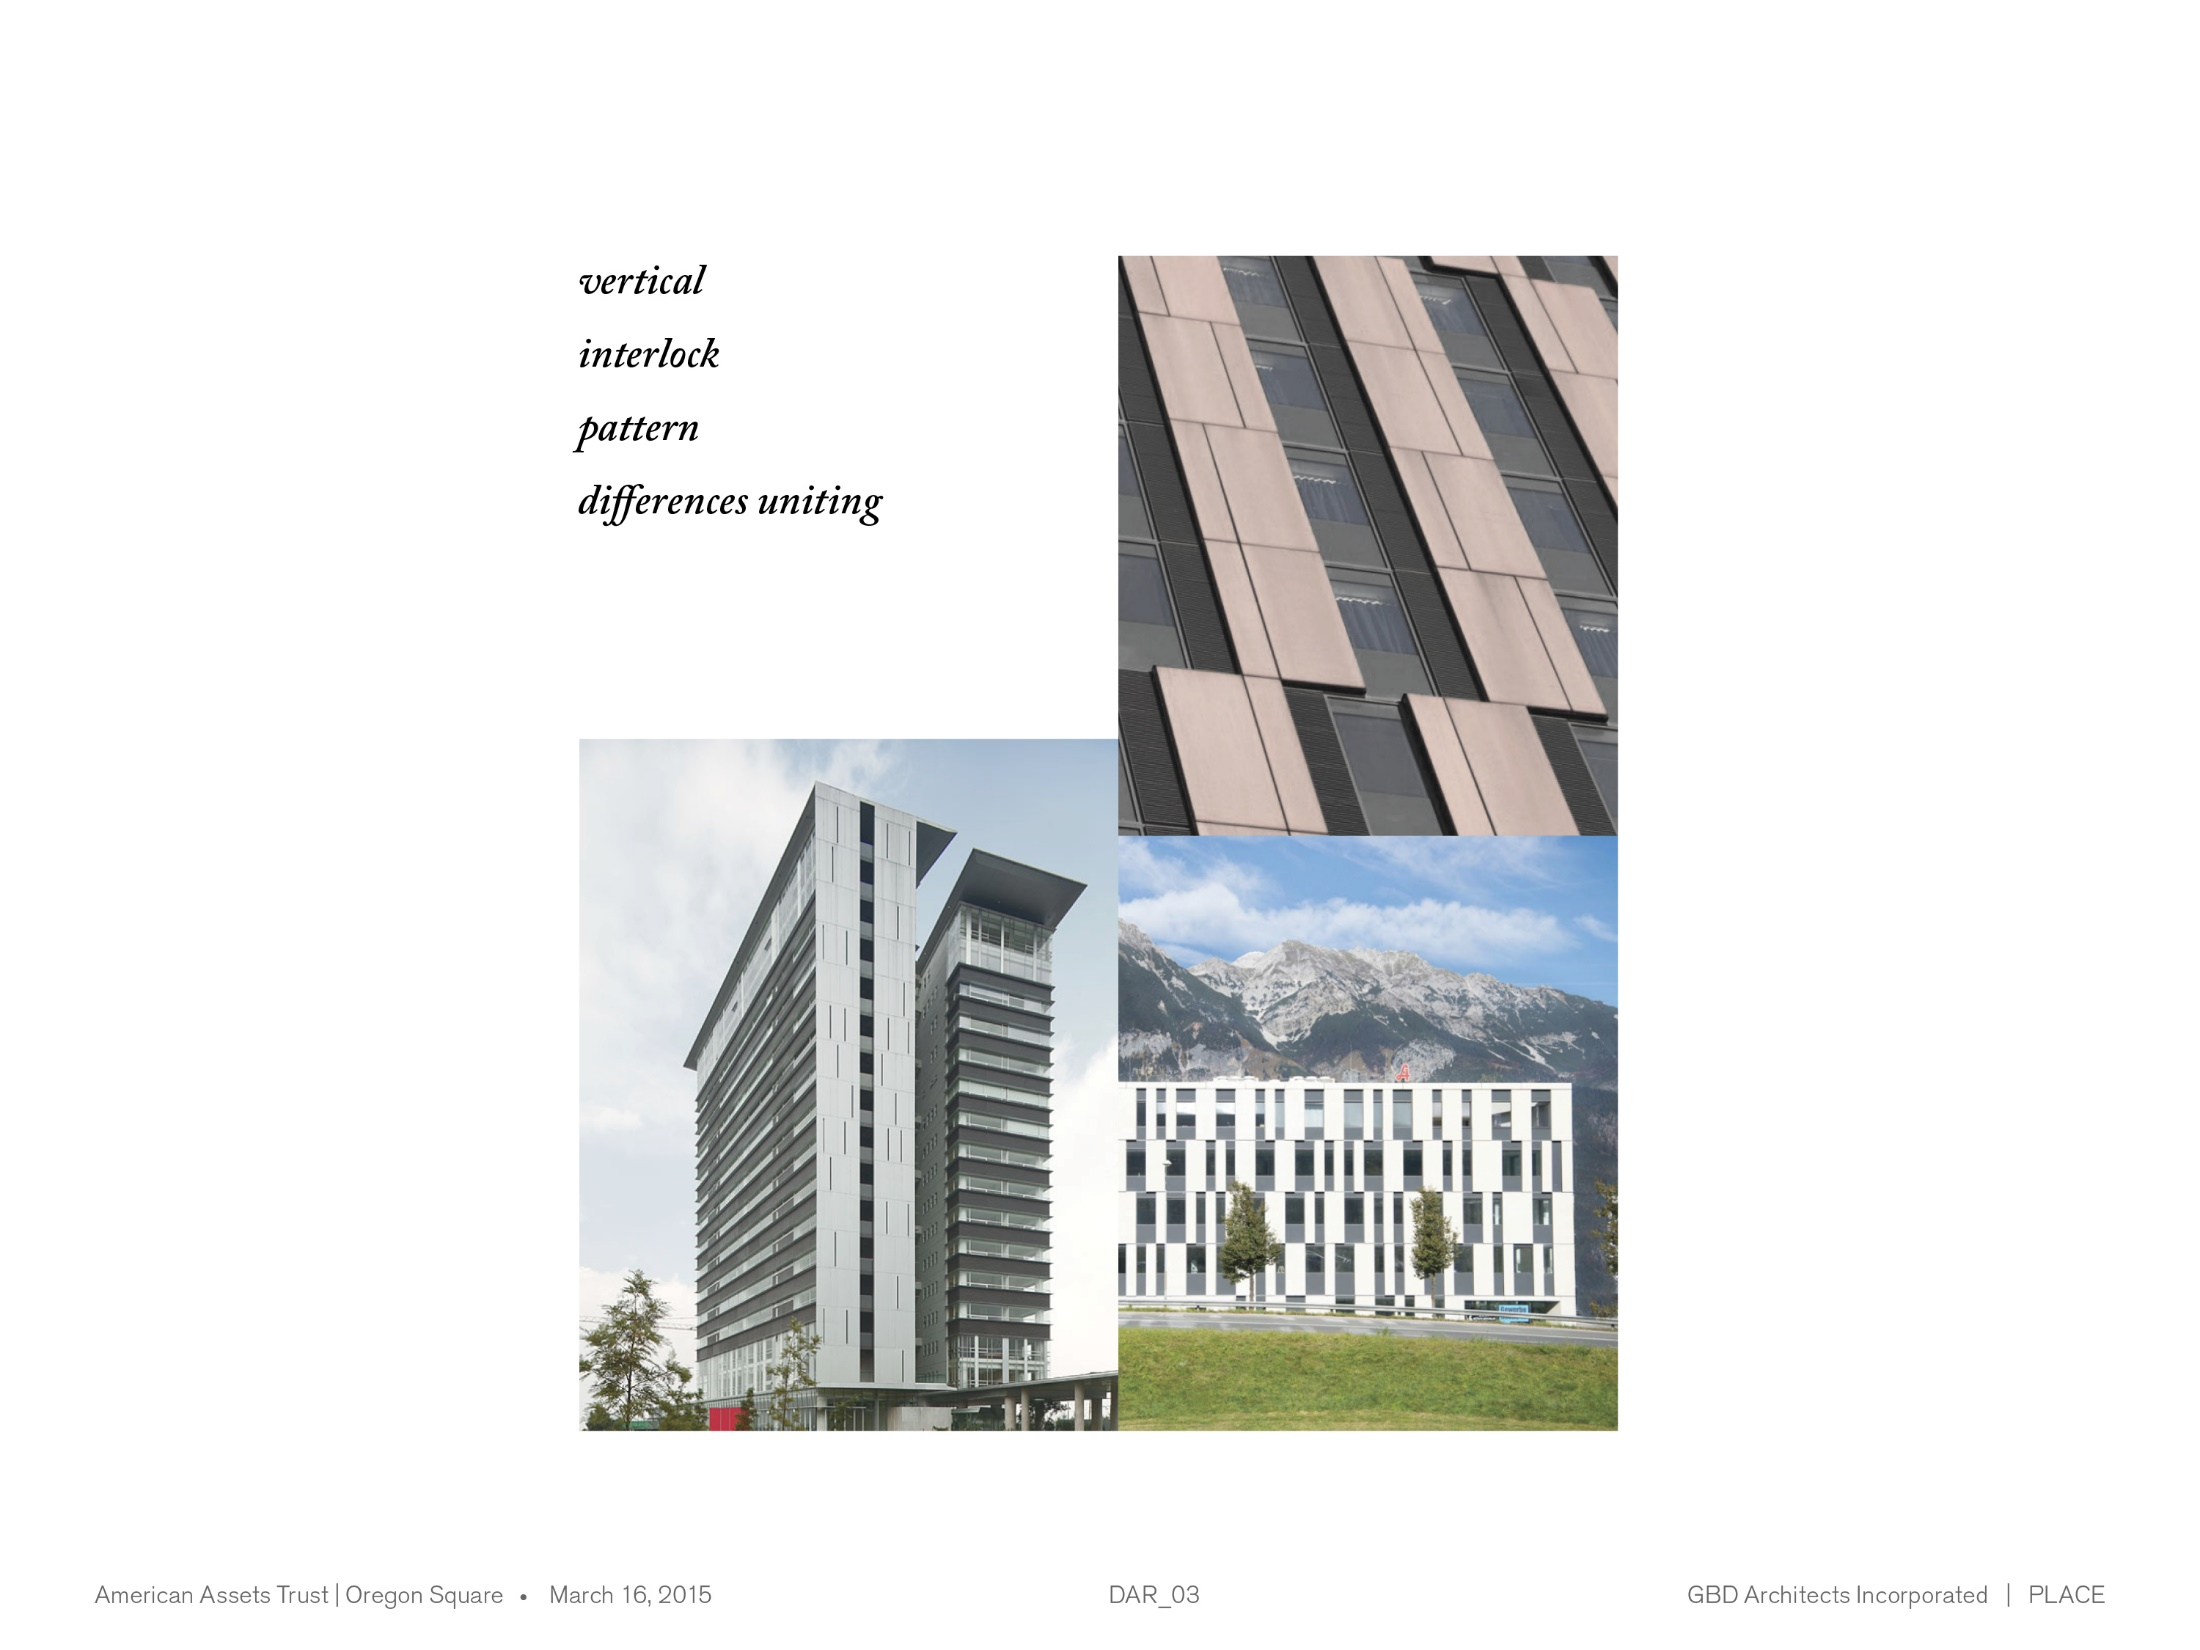 vertical
interlock
pattern
differences uniting
American Assets Trust | Oregon Square • March 16, 2015
DAR_03
GBD Architects Incorporated | PLACE